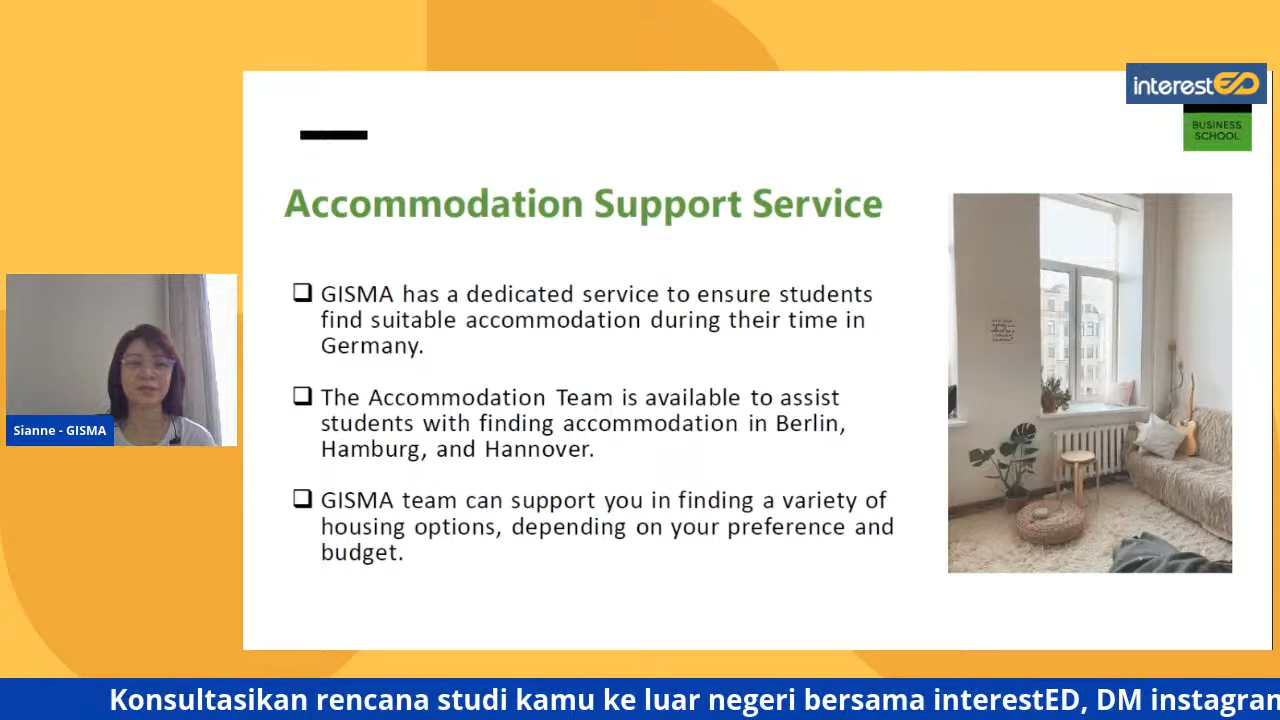 interestED
BUSINESS
SCHOOL
Accommodation Support Service
❑ GISMA has a dedicated service to ensure students
find suitable accommodation during their time in
Germany.
❑ The Accommodation Team is available to assist
students with finding accommodation in Berlin,
Hamburg, and Hannover.
❑ GISMA team can support you in finding a variety of
housing options, depending on your preference and
budget.
Sianne - GISMA
Konsultasikan rencana studi kamu ke luar negeri bersama interestED, DM instagram